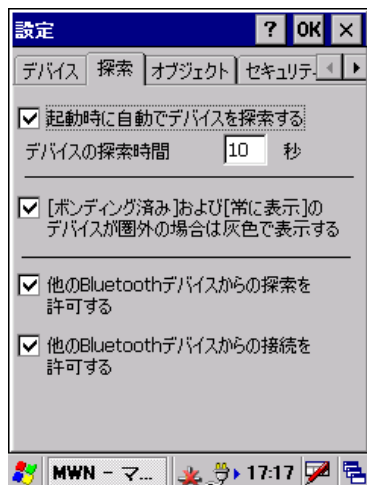 設定 ? OK ×
デバイス 探索 オブジェクト セキュリテ
起動時に自動でデバイスを探索する
デバイスの探索時間 10 秒
[ボンディング済み]および[常に表示]の
デバイスが圏外の場合は灰色で表示する
他のBluetoothデバイスからの探索を
許可する
他のBluetoothデバイスからの接続を
許可する
MWN - マ... 17:17